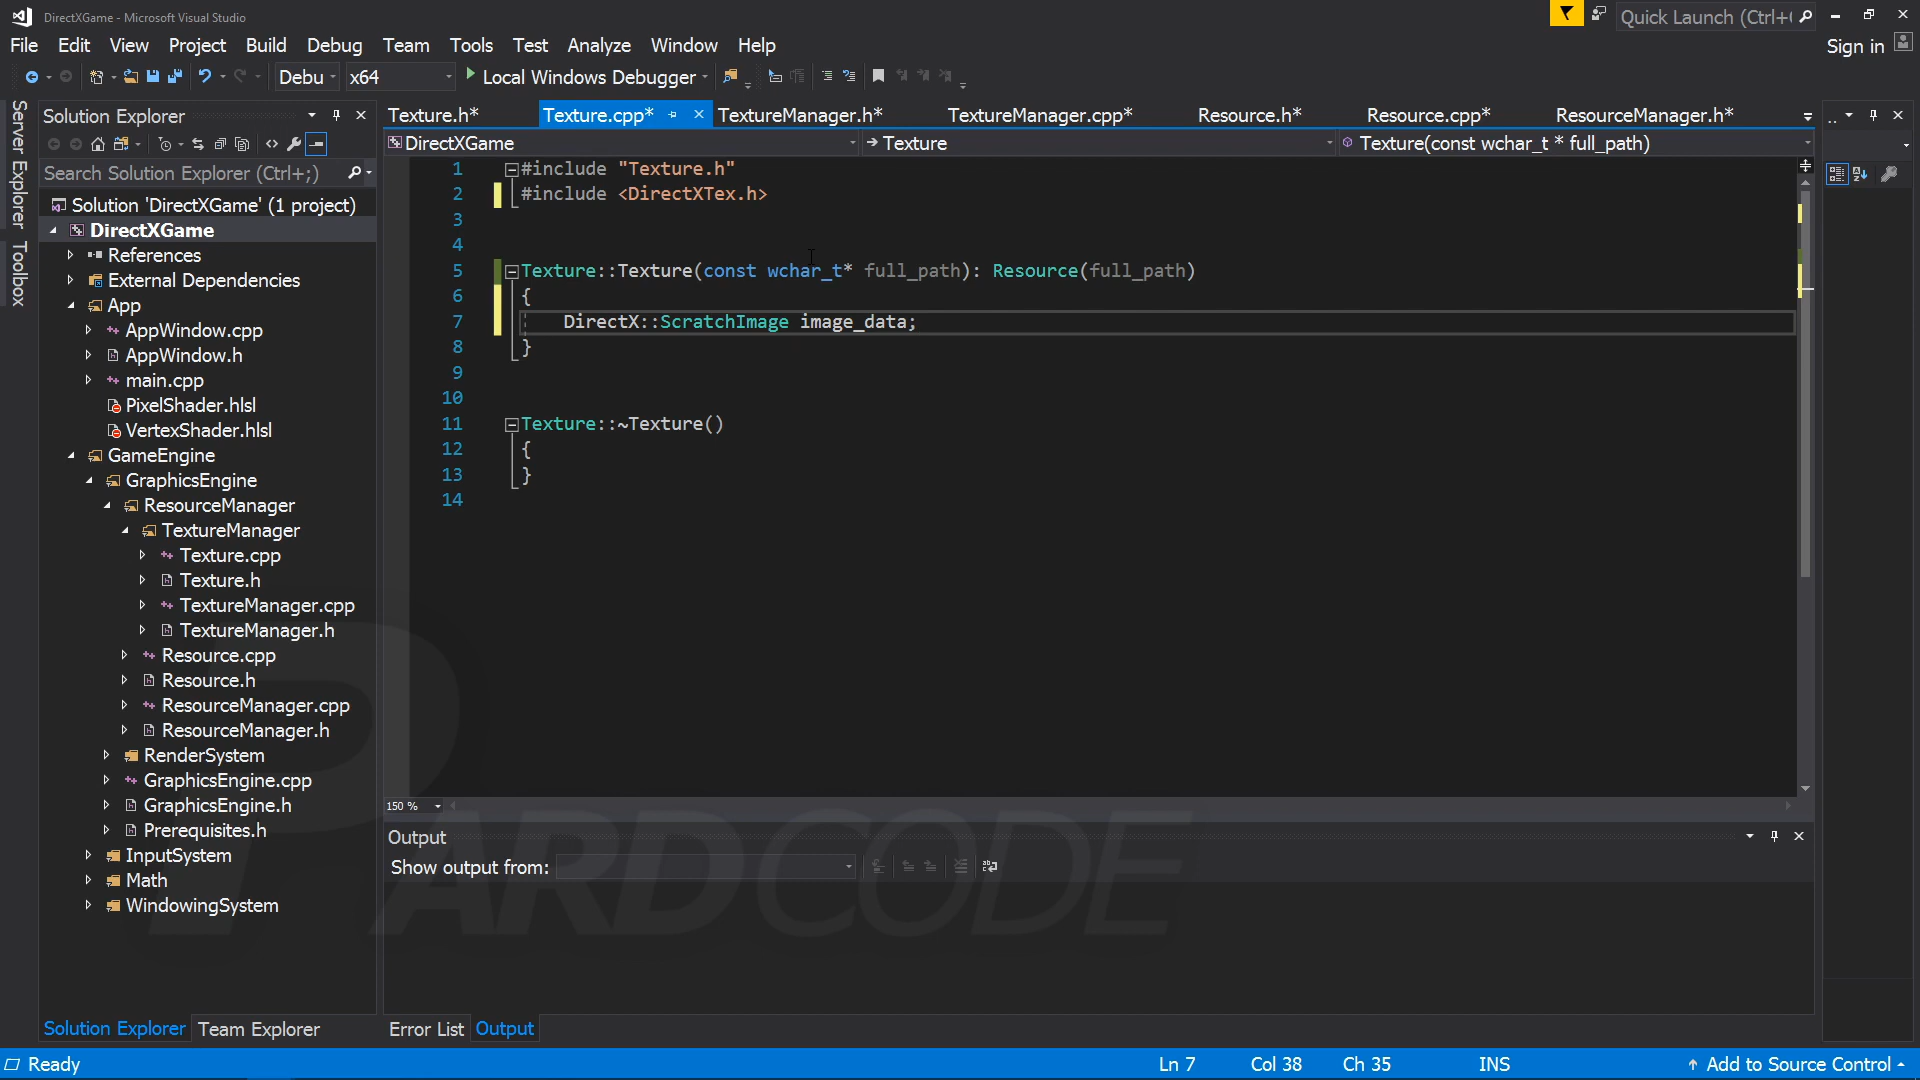 DirectXGame - Microsoft Visual Studio
Quick Launch (Ctrl+
File Edit View Project Build Debug Team Tools Test Analyze Window Help
Sign in
Debu x64 Local Windows Debugger
Server Explorer
Toolbox
Solution Explorer
Search Solution Explorer (Ctrl+;)
Solution 'DirectXGame' (1 project)
DirectXGame
References
External Dependencies
App
AppWindow.cpp
AppWindow.h
main.cpp
PixelShader.hlsl
VertexShader.hlsl
GameEngine
GraphicsEngine
ResourceManager
TextureManager
Texture.cpp
Texture.h
TextureManager.cpp
TextureManager.h
Resource.cpp
Resource.h
ResourceManager.cpp
ResourceManager.h
RenderSystem
GraphicsEngine.cpp
GraphicsEngine.h
Prerequisites.h
InputSystem
Math
WindowingSystem
Solution Explorer Team Explorer
Texture.h* Texture.cpp* TextureManager.h* TextureManager.cpp* Resource.h* Resource.cpp* ResourceManager.h*
DirectXGame Texture Texture(const wchar_t * full_path)
1 #include "Texture.h"
2 #include <DirectXTex.h>
3
4
5 Texture::Texture(const wchar_t* full_path): Resource(full_path)
6 {
7 DirectX::ScratchImage image_data;
8 }
9
10
11 Texture::~Texture()
12 {
13 }
14
150 %
Output
Show output from:
PARDCODE
Error List Output
Ready Ln 7 Col 38 Ch 35 INS Add to Source Control